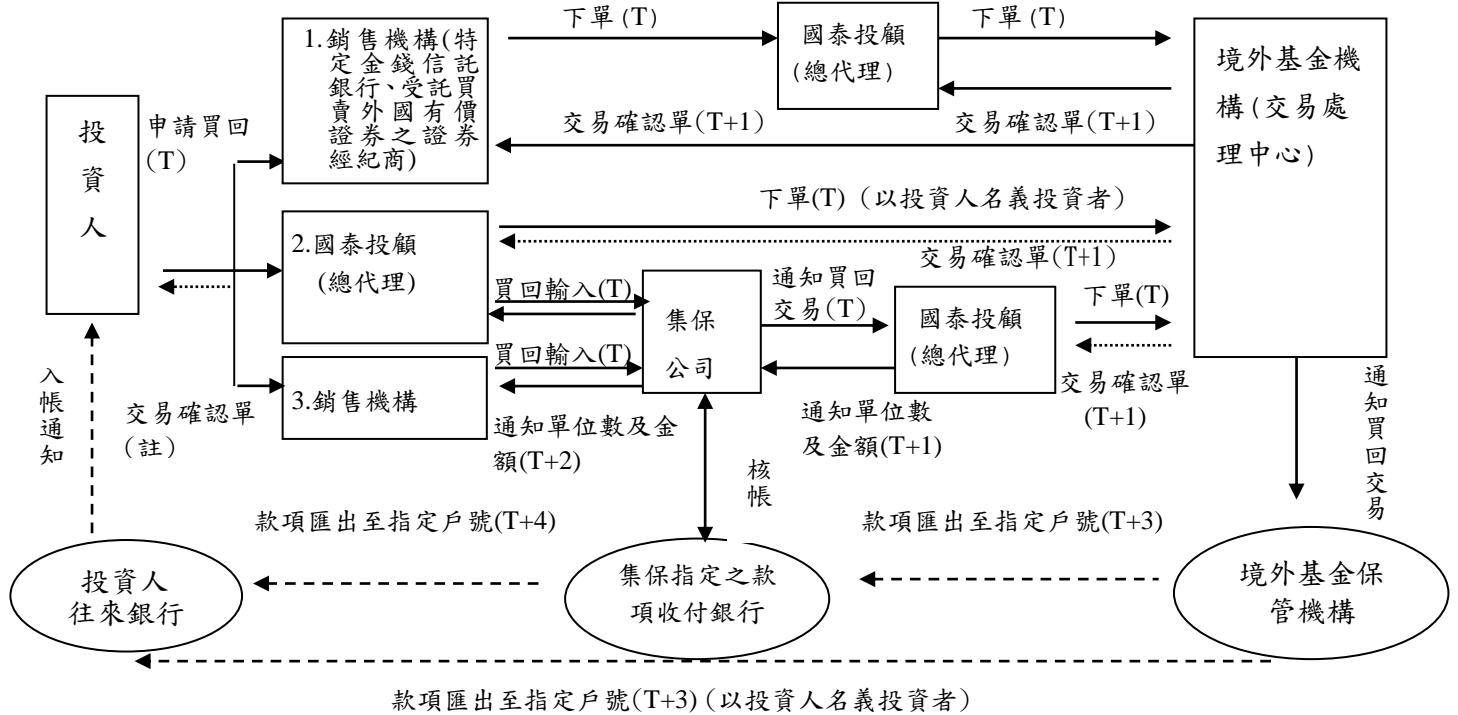 下單(T)
下單(T)
1.銷售機構(特
定金錢信託
銀行、受託買
賣外國有價
證券之證券
經紀商)
國泰投顧
(總代理)
境外基金機
構(交易處
理中心)
投
資
人
申請買回
(T)
交易確認單(T+1)
交易確認單(T+1)
下單(T)(以投資人名義投資者)
2.國泰投顧
(總代理)
交易確認單(T+1)
買回輸入(T)
集保
公司
通知買回
交易(T)
國泰投顧
(總代理)
下單(T)
買回輸入(T)
3.銷售機構
入帳通知
交易確認單
(註)
通知單位數及金
額(T+2)
通知單位數
及金額(T+1)
交易確認單
(T+1)
通知買回交易
核帳
款項匯出至指定戶號(T+4)
款項匯出至指定戶號(T+3)
投資人
往來銀行
集保指定之款
項收付銀行
境外基金保
管機構
款項匯出至指定戶號(T+3)(以投資人名義投資者)